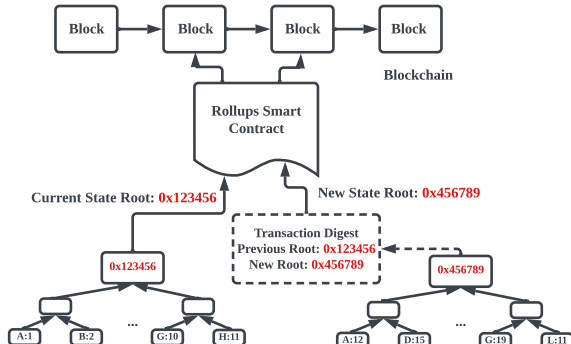 Block Block Block Block
Blockchain
Rollups Smart
Contract
Current State Root: 0x123456
New State Root: 0x456789
Transaction Digest
Previous Root: 0x123456
New Root: 0x456789
0x123456
0x456789
...
...
A:1 B:2 G:10 H:11
A:12 D:15 G:19 L:11